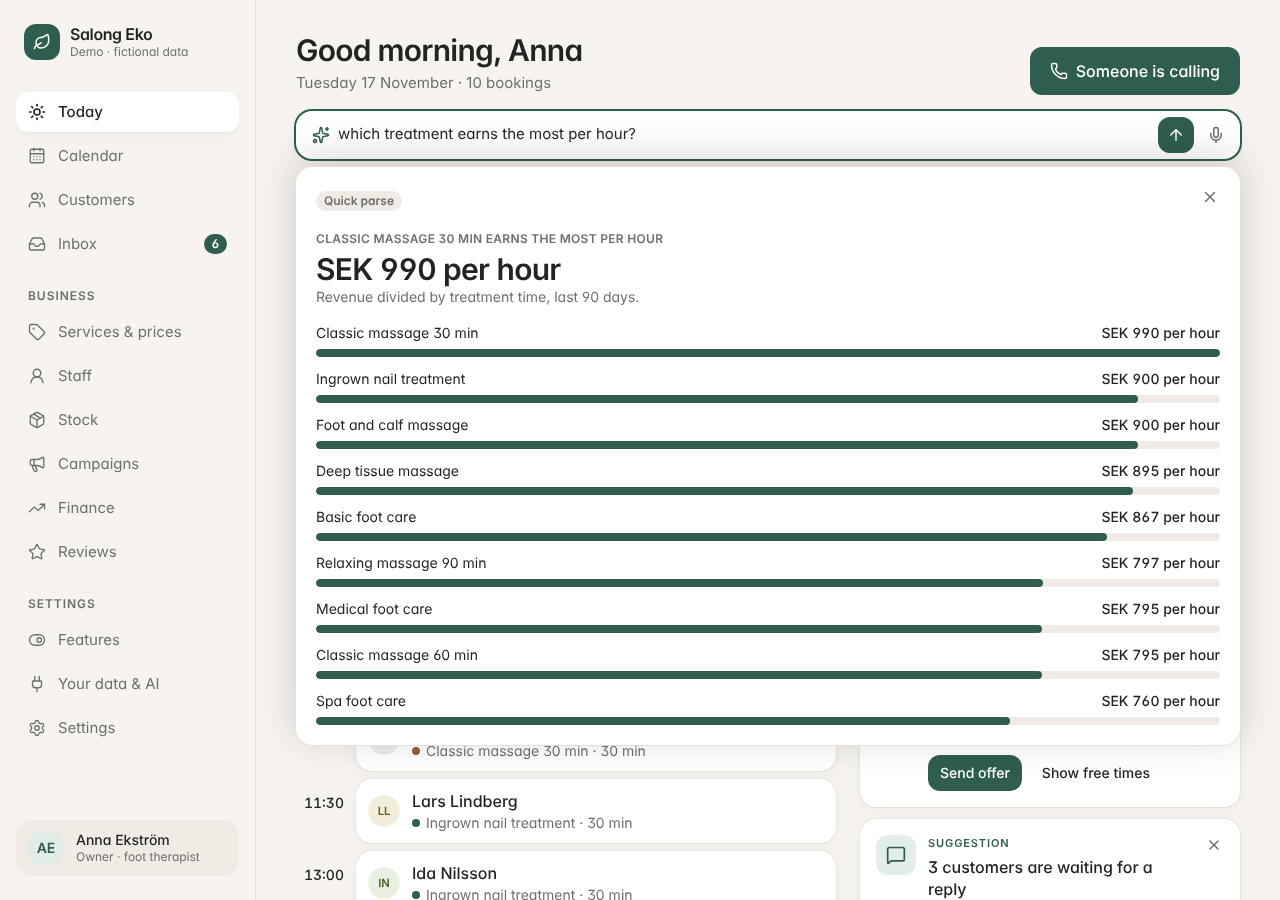 Salong Eko
Demo · fictional data
Today
Calendar
Customers
Inbox
6
BUSINESS
Services & prices
Staff
Stock
Campaigns
Finance
Reviews
SETTINGS
Features
Your data & AI
Settings
AE
Anna Ekström
Owner · foot therapist
Good morning, Anna
Tuesday 17 November · 10 bookings
Someone is calling
which treatment earns the most per hour?
Quick parse
CLASSIC MASSAGE 30 MIN EARNS THE MOST PER HOUR
SEK 990 per hour
Revenue divided by treatment time, last 90 days.
Classic massage 30 min SEK 990 per hour
Ingrown nail treatment SEK 900 per hour
Foot and calf massage SEK 900 per hour
Deep tissue massage SEK 895 per hour
Basic foot care SEK 867 per hour
Relaxing massage 90 min SEK 797 per hour
Medical foot care SEK 795 per hour
Classic massage 60 min SEK 795 per hour
Spa foot care SEK 760 per hour
Classic massage 30 min · 30 min
11:30
LL
Lars Lindberg
Ingrown nail treatment · 30 min
13:00
IN
Ida Nilsson
Ingrown nail treatment · 30 min
Send offer
Show free times
SUGGESTION
3 customers are waiting for a
reply